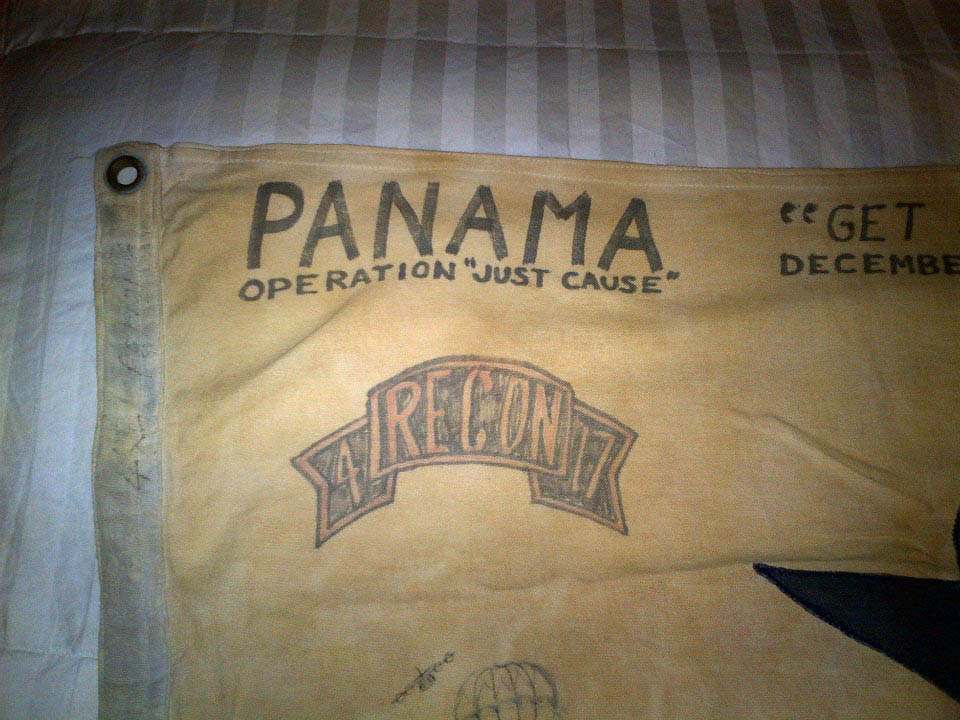 PANAMA
OPERATION "JUST CAUSE"
"GET
DECEMBE
4 RECON 17